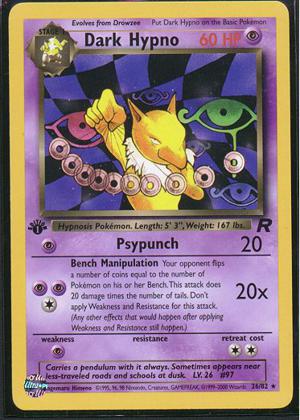 Evolves from Drowzee Put Dark Hypno on the Basic Pokémon
STAGE 1
Dark Hypno 60 HP
Hypnosis Pokémon. Length: 5' 3", Weight: 167 lbs.
EDITION
1
R
Psypunch 20
Bench Manipulation Your opponent flips
a number of coins equal to the number of
Pokémon on his or her Bench. This attack does
20 damage times the number of tails. Don't
apply Weakness and Resistance for this attack.
20x
(Any other effects that would happen after applying
Weakness and Resistance still happen.)
weakness resistance retreat cost
Carries a pendulum with it always. Sometimes appears near
less-traveled roads and schools at dusk. LV. 26 #97
Kagemaru Himeno ©1995, 96, 98 Nintendo, Creatures, GAMEFREAK. ©1999-2000 Wizards. 26/82